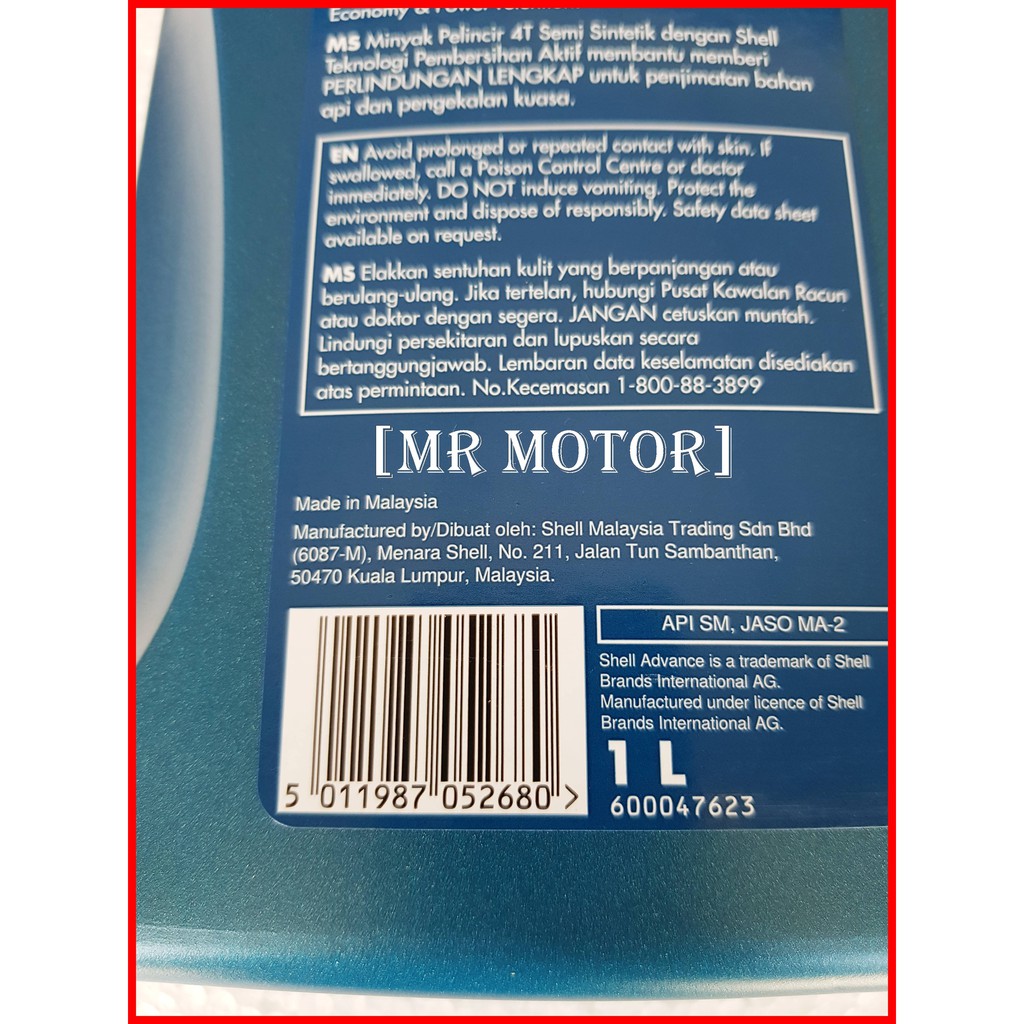 Economy &
MS Minyak Pelincir 4T Semi Sintetik dengan Shell
Teknologi Pembersihan Aktif membantu memberi
PERLINDUNGAN LENGKAP untuk penjimatan bahan
api dan pengekalan kuasa.
EN Avoid prolonged or repeated contact with skin. If
swallowed, call a Poison Control Centre or doctor
immediately. DO NOT induce vomiting. Protect the
environment and dispose of responsibly. Safety data sheet
available on request.
MS Elakkan sentuhan kulit yang berpanjangan atau
berulang-ulang. Jika tertelan, hubungi Pusat Kawalan Racun
atau doktor dengan segera. JANGAN cetuskan muntah.
Lindungi persekitaran dan lupuskan secara
bertanggungjawab. Lembaran data keselamatan disediakan
atas permintaan. No.Kecemasan 1-800-88-3899
[MR MOTOR]
Made in Malaysia
Manufactured by/Dibuat oleh: Shell Malaysia Trading Sdn Bhd
(6087-M), Menara Shell, No. 211, Jalan Tun Sambanthan,
50470 Kuala Lumpur, Malaysia.
API SM, JASO MA-2
Shell Advance is a trademark of Shell
Brands International AG.
Manufactured under licence of Shell
Brands International AG.
1 L
600047623
5 011987 052680 >